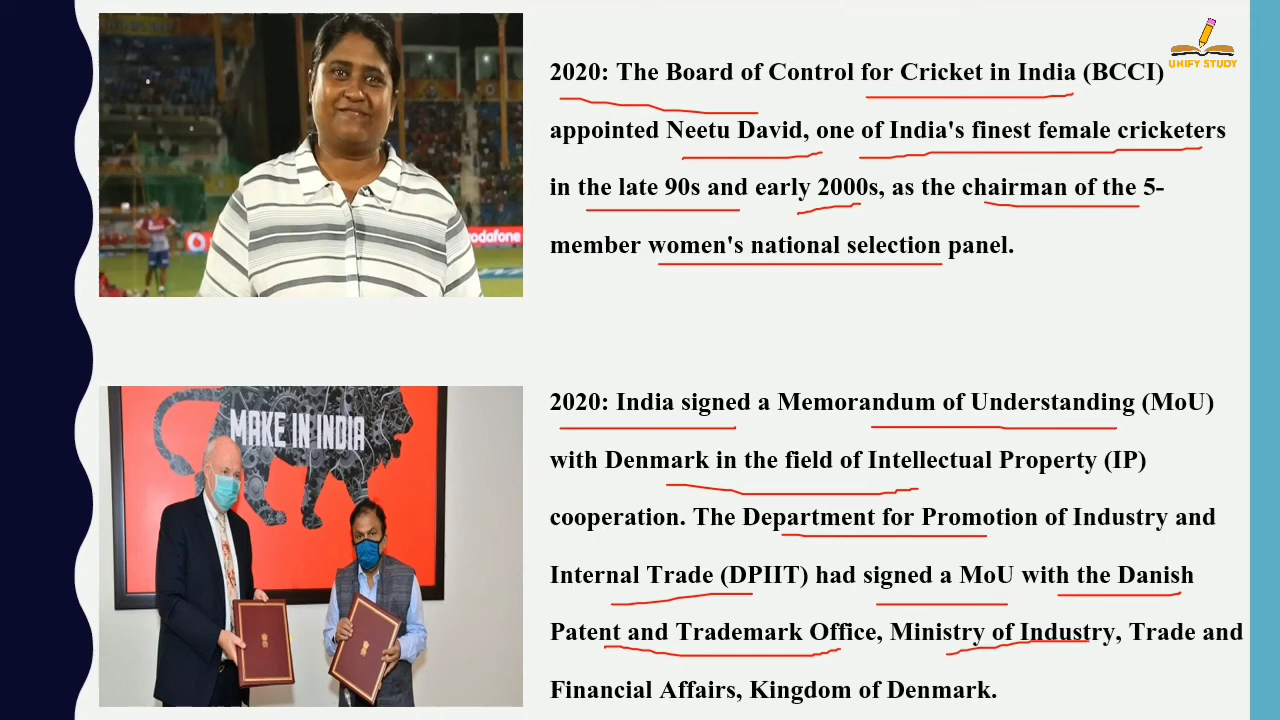 UNIFY STUDY
2020: The Board of Control for Cricket in India (BCCI)
appointed Neetu David, one of India's finest female cricketers
in the late 90s and early 2000s, as the chairman of the 5-
member women's national selection panel.
vodafone
MAKE IN INDIA
2020: India signed a Memorandum of Understanding (MoU)
with Denmark in the field of Intellectual Property (IP)
cooperation. The Department for Promotion of Industry and
Internal Trade (DPIIT) had signed a MoU with the Danish
Patent and Trademark Office, Ministry of Industry, Trade and
Financial Affairs, Kingdom of Denmark.